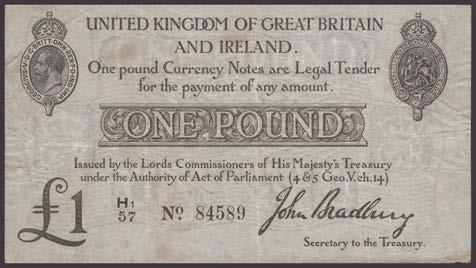 UNITED KINGDOM OF GREAT BRITAIN
AND IRELAND.
One pound Currency Notes are Legal Tender
for the payment of any amount.
ONE POUND
Issued by the Lords Commissioners of His Majesty's Treasury
under the Authority of Act of Parliament (4 & 5 Geo. V. ch. 14)
£1
H1
57 No 84589
John Bradbury
Secretary to the Treasury.